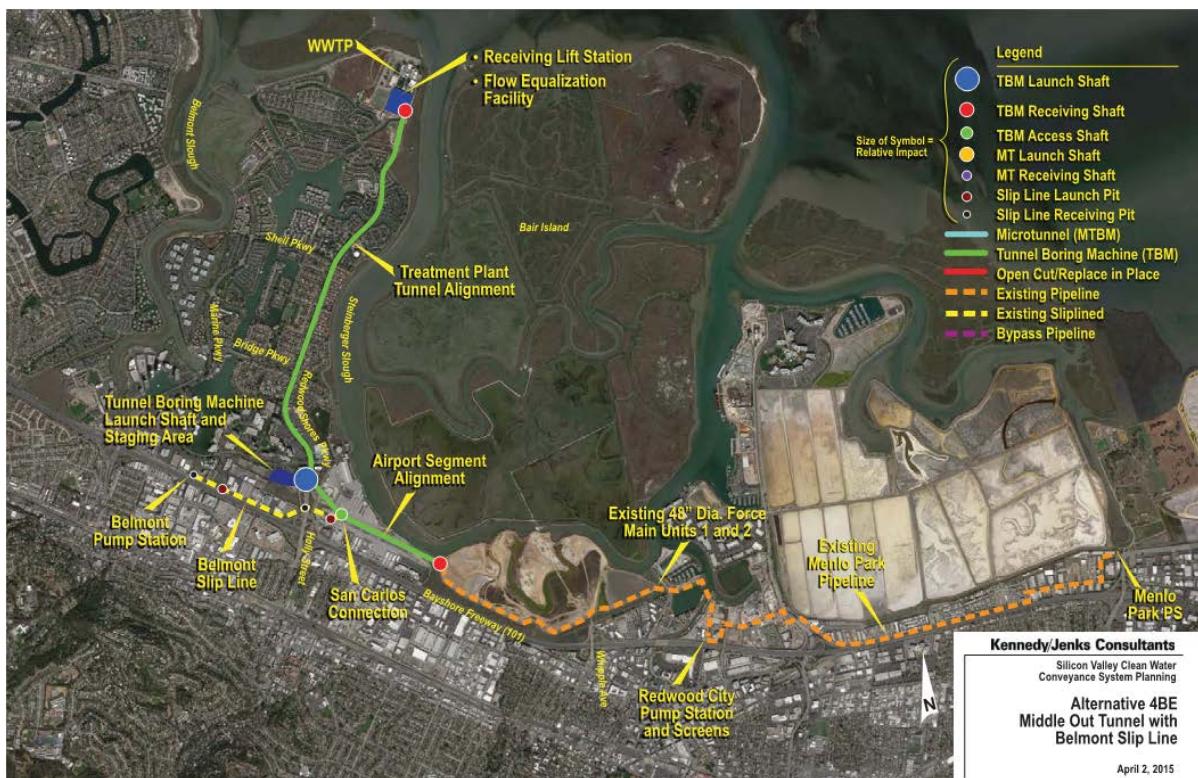 WWTP
• Receiving Lift Station
• Flow Equalization
Facility
Belmont Slough
Shell Pkwy
Bair Island
Treatment Plant
Tunnel Alignment
Steinberger Slough
Marine Pkwy
Bridge Pkwy
Redwood Shores Pkwy
Tunnel Boring Machine
Launch Shaft and
Staging Area
Airport Segment
Alignment
Belmont
Pump Station
Belmont
Slip Line
Holly Street
San Carlos
Connection
Bayshore Freeway (101)
Existing 48" Dia. Force
Main Units 1 and 2
Whipple Ave
Redwood City
Pump Station
and Screens
Existing
Menlo Park
Pipeline
Menlo
Park PS
Legend
Size of Symbol =
Relative Impact
TBM Launch Shaft
TBM Receiving Shaft
TBM Access Shaft
MT Launch Shaft
MT Receiving Shaft
Slip Line Launch Pit
Slip Line Receiving Pit
Microtunnel (MTBM)
Tunnel Boring Machine (TBM)
Open Cut/Replace in Place
Existing Pipeline
Existing Sliplined
Bypass Pipeline
N
Kennedy/Jenks Consultants
Silicon Valley Clean Water
Conveyance System Planning
Alternative 4BE
Middle Out Tunnel with
Belmont Slip Line
April 2, 2015